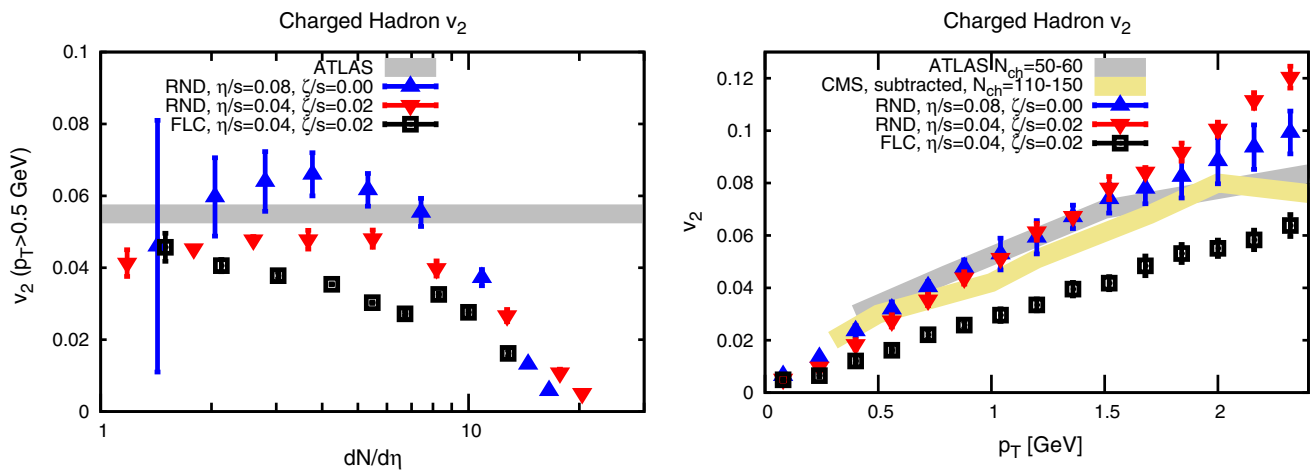 Charged Hadron v₂
0.1
0.08
0.06
0.04
0.02
0
v₂ (p_T>0.5 GeV)
ATLAS
RND, η/s=0.08, ζ/s=0.00
RND, η/s=0.04, ζ/s=0.02
FLC, η/s=0.04, ζ/s=0.02
1
10
dN/dη
Charged Hadron v₂
0.12
0.1
0.08
0.06
0.04
0.02
0
v₂
ATLAS N_ch=50-60
CMS, subtracted, N_ch=110-150
RND, η/s=0.08, ζ/s=0.00
RND, η/s=0.04, ζ/s=0.02
FLC, η/s=0.04, ζ/s=0.02
0 0.5 1 1.5 2
p_T [GeV]